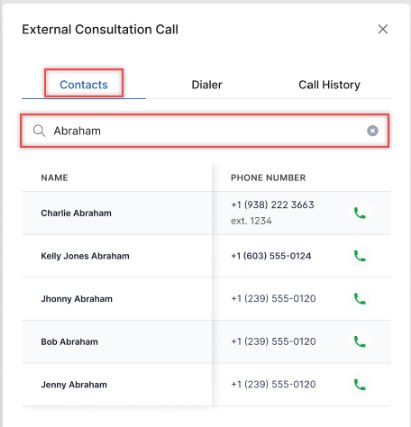 External Consultation Call
Contacts Dialer Call History
Abraham
NAME PHONE NUMBER
Charlie Abraham +1 (938) 222 3663
ext. 1234
Kelly Jones Abraham +1 (603) 555-0124
Jhonny Abraham +1 (239) 555-0120
Bob Abraham +1 (239) 555-0120
Jenny Abraham +1 (239) 555-0120